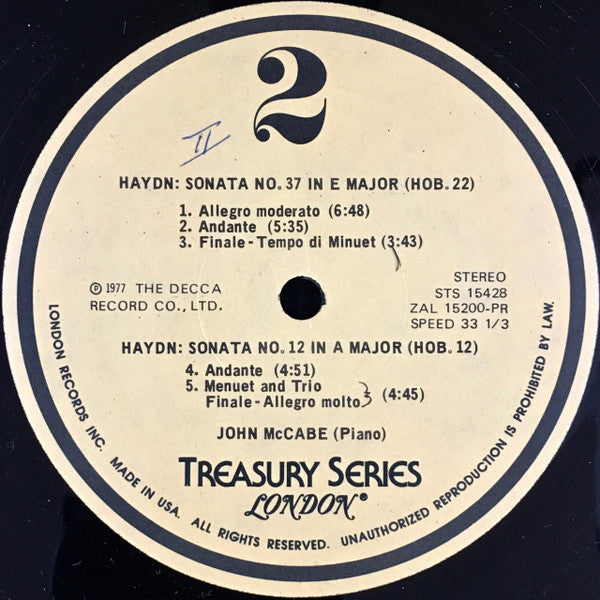 2
II
HAYDN: SONATA NO. 37 IN E MAJOR (HOB. 22)
1. Allegro moderato (6:48)
2. Andante (5:35)
3. Finale - Tempo di Minuet (3:43)
℗ 1977 THE DECCA
RECORD CO., LTD.
STEREO
STS 15428
ZAL 15200-PR
SPEED 33 1/3
HAYDN: SONATA NO. 12 IN A MAJOR (HOB. 12)
4. Andante (4:51)
5. Menuet and Trio
Finale - Allegro molto } (4:45)
JOHN McCABE (Piano)
TREASURY SERIES
LONDON®
LONDON RECORDS INC. MADE IN USA. ALL RIGHTS RESERVED. UNAUTHORIZED REPRODUCTION IS PROHIBITED BY LAW.